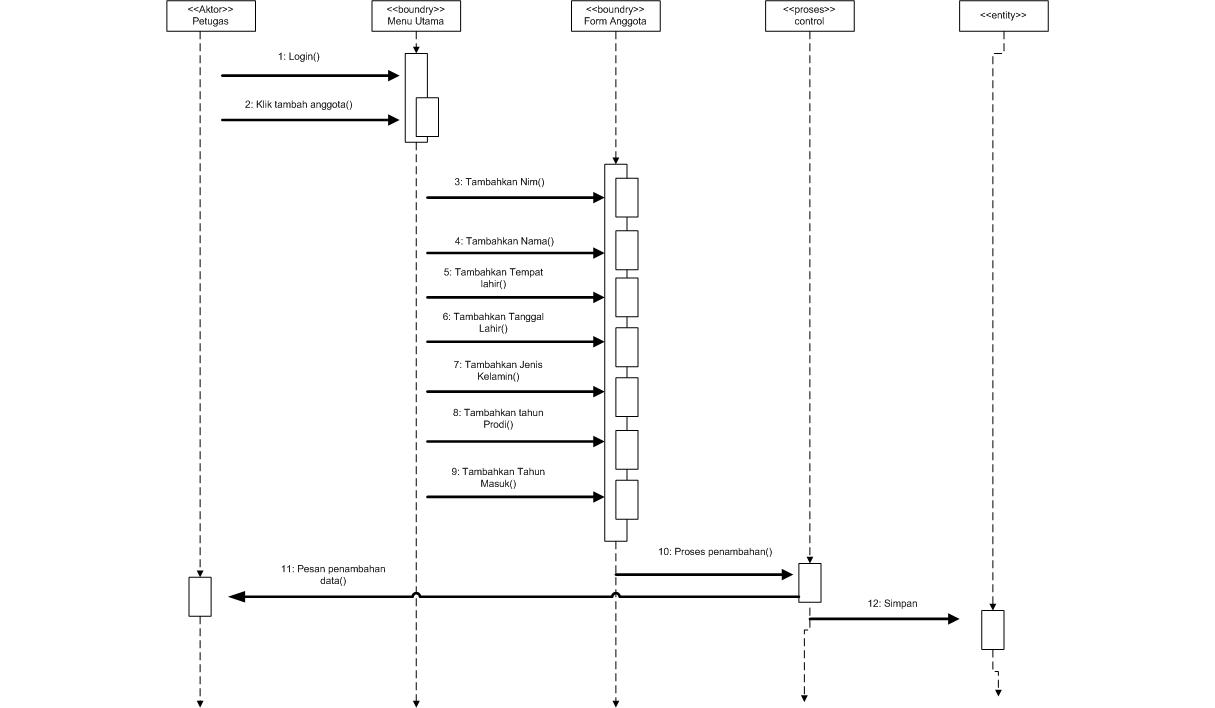 <<Aktor>>
Petugas
<<boundry>>
Menu Utama
<<boundry>>
Form Anggota
<<proses>>
control
<<entity>>
1: Login()
2: Klik tambah anggota()
3: Tambahkan Nim()
4: Tambahkan Nama()
5: Tambahkan Tempat
lahir()
6: Tambahkan Tanggal
Lahir()
7: Tambahkan Jenis
Kelamin()
8: Tambahkan tahun
Prodi()
9: Tambahkan Tahun
Masuk()
10: Proses penambahan()
11: Pesan penambahan
data()
12: Simpan